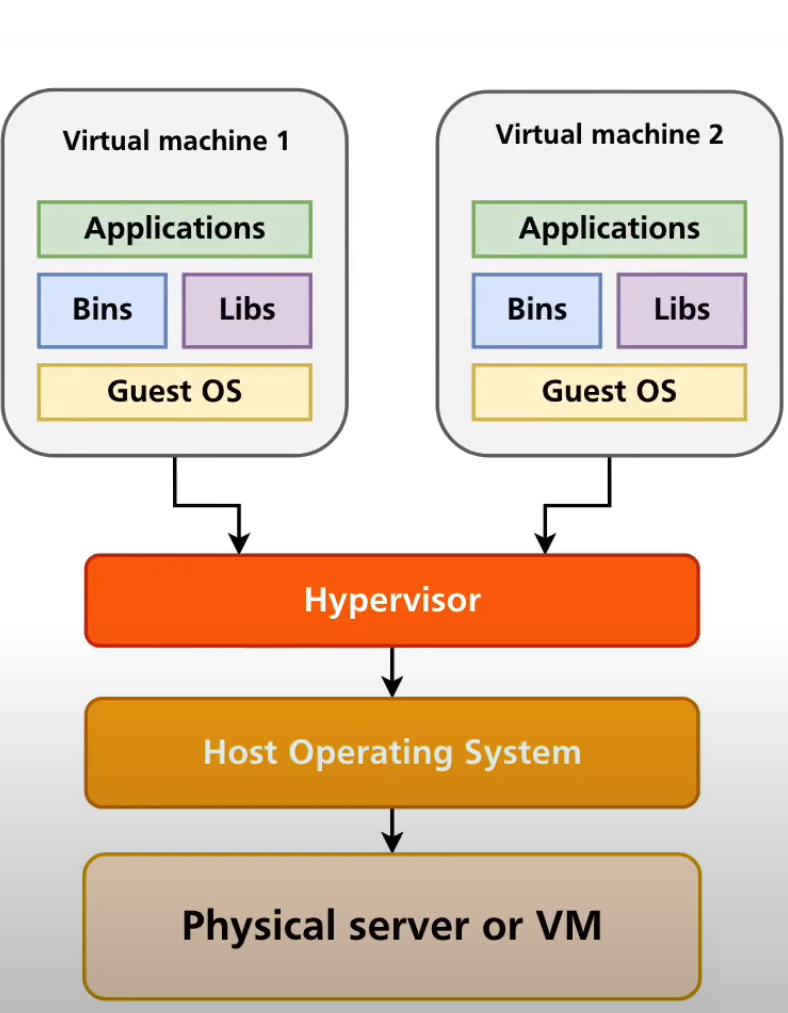 Virtual machine 1
Applications
Bins
Libs
Guest OS
Virtual machine 2
Applications
Bins
Libs
Guest OS
Hypervisor
Host Operating System
Physical server or VM